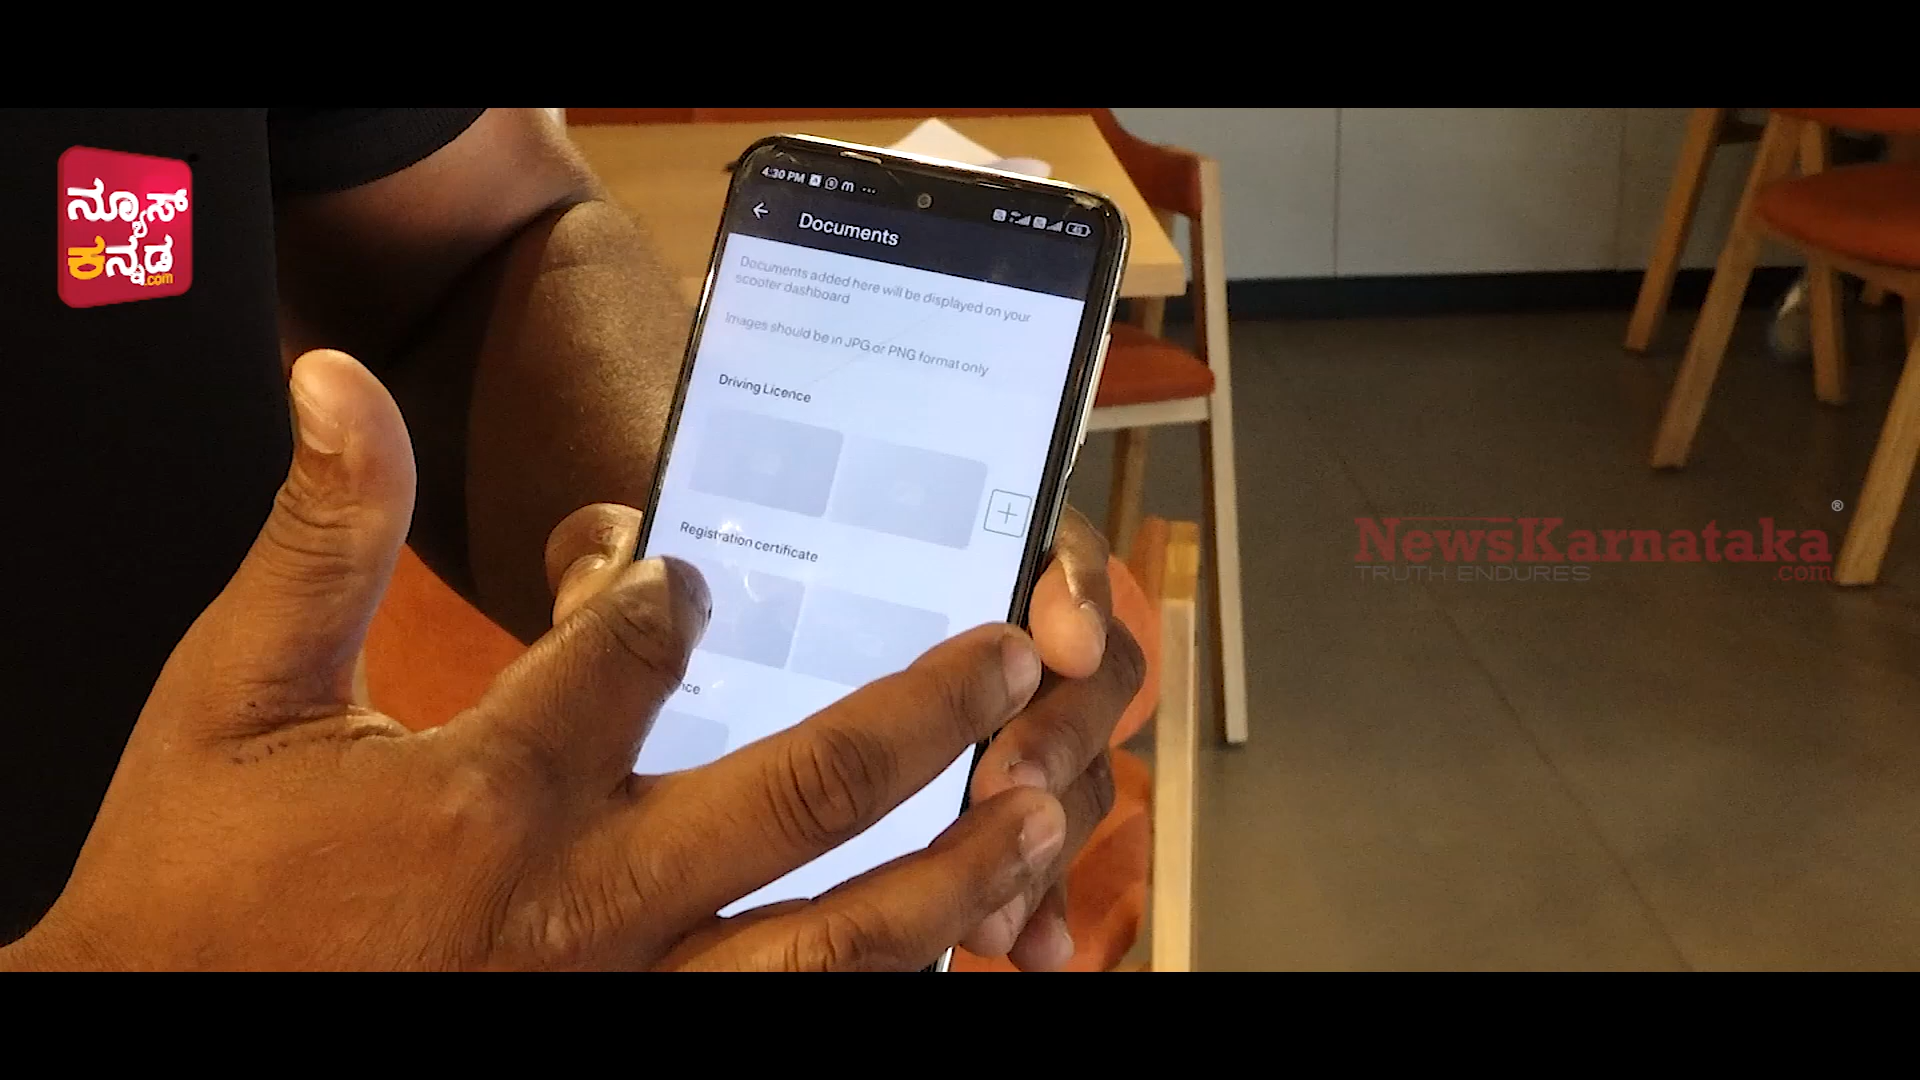 ನ್ಯೂಸ್
ಕನ್ನಡ
.com
4:30 PM
Documents
Documents added here will be displayed on your
scooter dashboard
Images should be in JPG or PNG format only
Driving Licence
Registration certificate
nce
NewsKarnataka
TRUTH ENDURES
.com